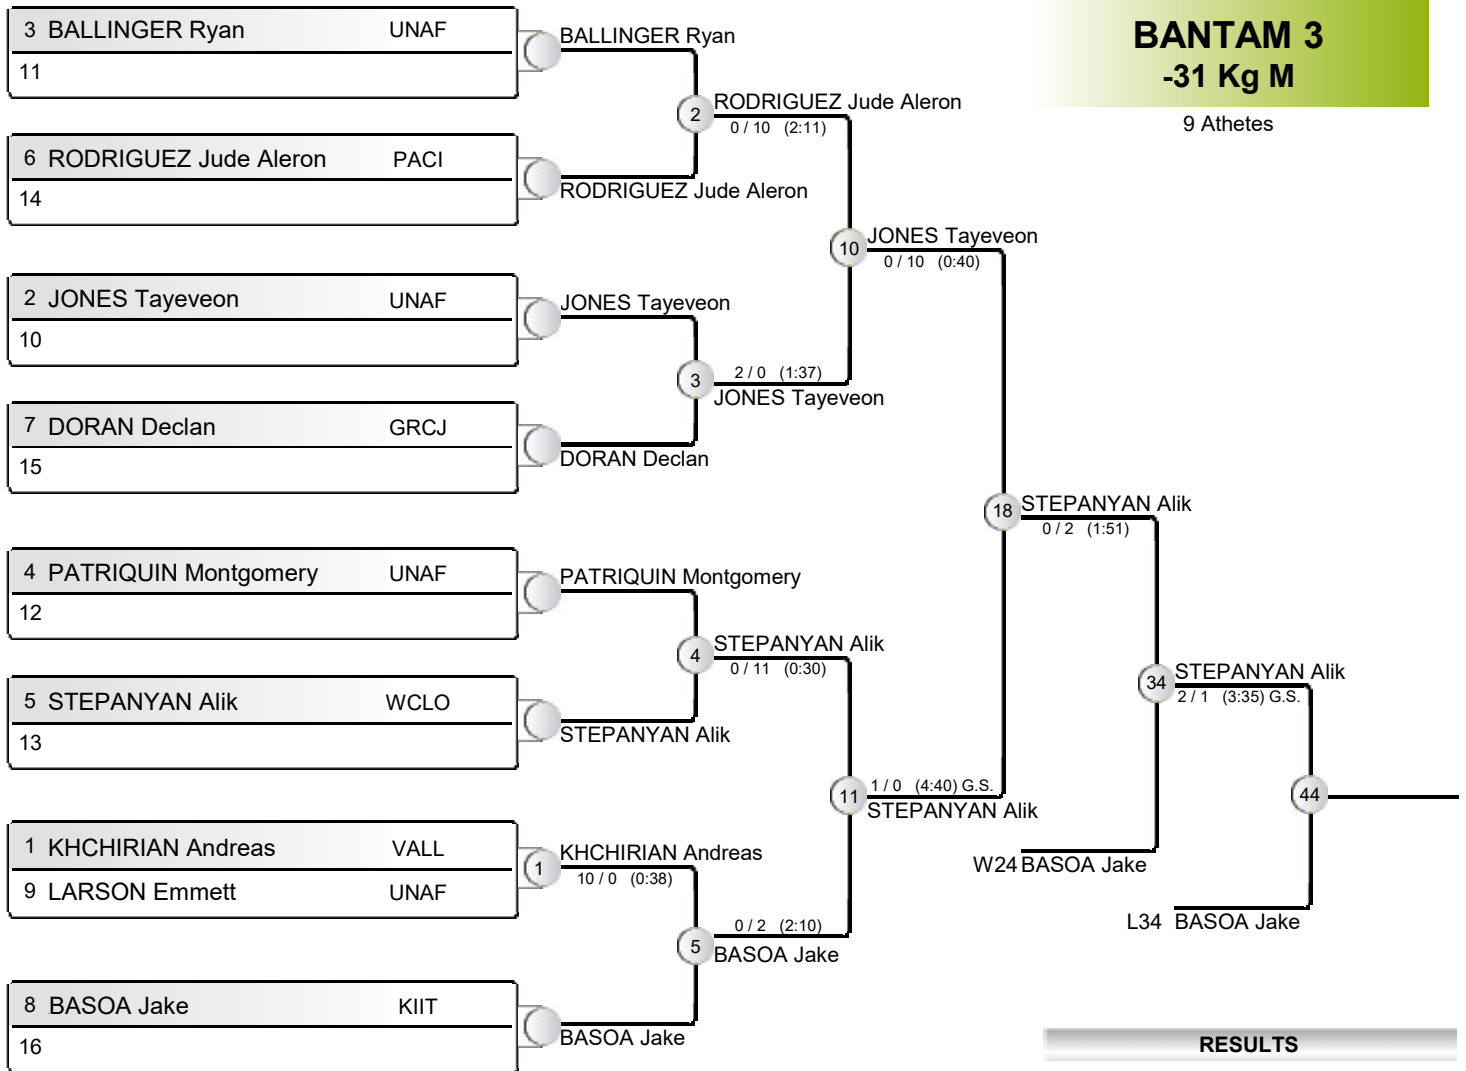 BANTAM 3
-31 Kg M
9 Athetes
3 BALLINGER Ryan UNAF
11
BALLINGER Ryan
2
RODRIGUEZ Jude Aleron
0 / 10 (2:11)
6 RODRIGUEZ Jude Aleron PACI
14
RODRIGUEZ Jude Aleron
10
JONES Tayeveon
0 / 10 (0:40)
2 JONES Tayeveon UNAF
10
JONES Tayeveon
3
2 / 0 (1:37)
JONES Tayeveon
7 DORAN Declan GRCJ
15
DORAN Declan
18
STEPANYAN Alik
0 / 2 (1:51)
4 PATRIQUIN Montgomery UNAF
12
PATRIQUIN Montgomery
4
STEPANYAN Alik
0 / 11 (0:30)
5 STEPANYAN Alik WCLO
13
STEPANYAN Alik
34
STEPANYAN Alik
2 / 1 (3:35) G.S.
11
1 / 0 (4:40) G.S.
STEPANYAN Alik
44
1 KHCHIRIAN Andreas VALL
9 LARSON Emmett UNAF
1
KHCHIRIAN Andreas
10 / 0 (0:38)
W24 BASOA Jake
L34 BASOA Jake
5
0 / 2 (2:10)
BASOA Jake
8 BASOA Jake KIIT
16
BASOA Jake
RESULTS